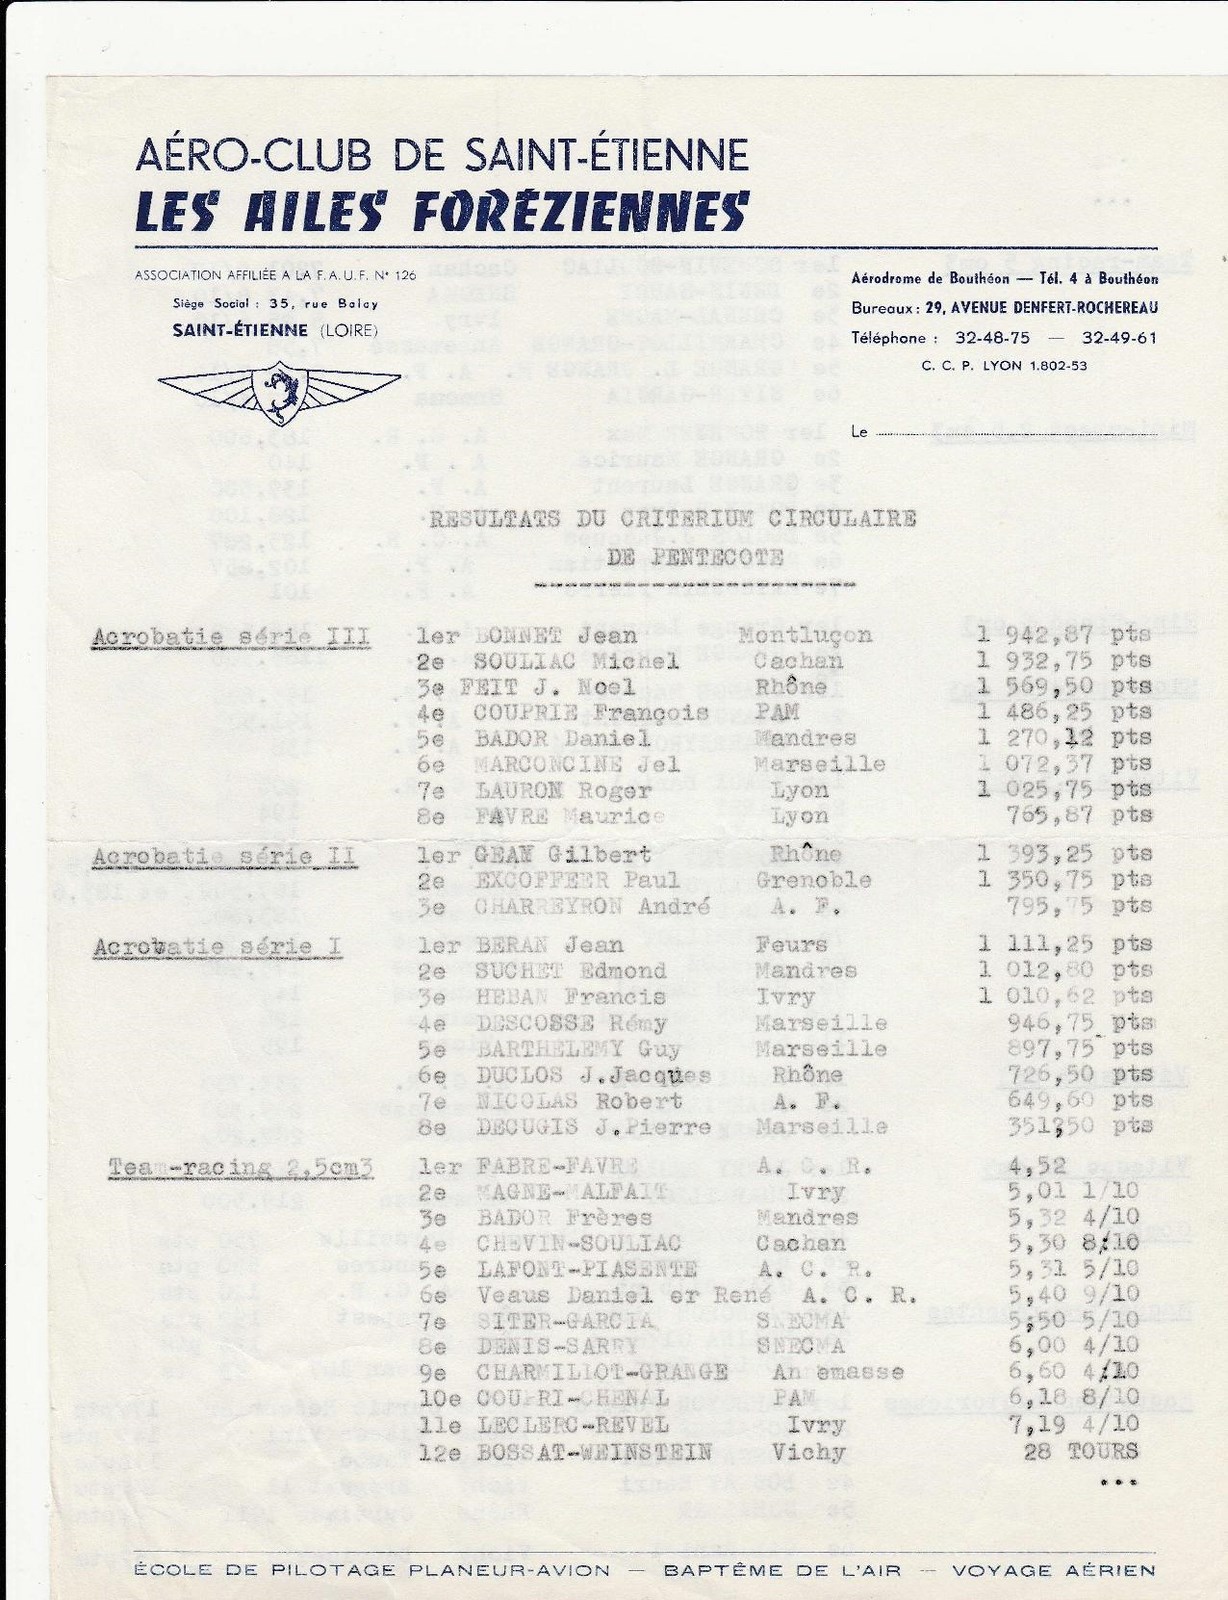 AÉRO-CLUB DE SAINT-ÉTIENNE
LES AILES FORÉZIENNES
ASSOCIATION AFFILIÉE A LA F.A.U.F. N° 126
Siège Social : 35, rue Balay
SAINT-ÉTIENNE (LOIRE)
Aérodrome de Bouthéon — Tél. 4 à Bouthéon
Bureaux : 29, AVENUE DENFERT-ROCHEREAU
Téléphone : 32-48-75 — 32-49-61
C. C. P. LYON 1.802-53
Le
RESULTATS DU CRITERIUM CIRCULAIRE
DE PENTECOTE
Acrobatie série III 1er BONNET Jean Montluçon 1 942,87 pts
2e SOULIAC Michel Cachan 1 932,75 pts
3e FEIT J. Noel Rhône 1 569,50 pts
4e COUPRIE François PAM 1 486,25 pts
5e BADOR Daniel Mandres 1 270,12 pts
6e MARCONCINE Jel Marseille 1 072,37 pts
7e LAURON Roger Lyon 1 025,75 pts
8e FAVRE Maurice Lyon 765,87 pts
Acrobatie série II 1er GEAY Gilbert Rhône 1 393,25 pts
2e EXCOFFEER Paul Grenoble 1 350,75 pts
3e CHARREYRON André A. F. 795,75 pts
Acrobatie série I 1er BERAN Jean Feurs 1 111,25 pts
2e SUCHET Edmond Mandres 1 012,80 pts
3e HEBAN Francis Ivry 1 010,62 pts
4e DESCOSSE Rémy Marseille 946,75 pts
5e BARTHELEMY Guy Marseille 897,75 pts
6e DUCLOS J.Jacques Rhône 726,50 pts
7e NICOLAS Robert A. F. 649,60 pts
8e DECUGIS J.Pierre Marseille 351,50 pts
Team-racing 2,5cm3 1er FABRE-FAVRE A. C. R. 4,52
2e MAGNE-MALFAIT Ivry 5,01 1/10
3e BADOR Frères Mandres 5,32 4/10
4e CHEVIN-SOULIAC Cachan 5,30 8/10
5e LAFONT-PIASENTE A. C. R. 5,31 5/10
6e Veaus Daniel er René A. C. R. 5,40 9/10
7e SITER-GARCIA SNECMA 5,50 5/10
8e DENIS-SARRY SNECMA 6,00 4/10
9e CHARMILLOT-GRANGE An emasse 6,60 4/10
10e COUPRI-CHENAL PAM 6,18 8/10
11e LECLERC-REVEL Ivry 7,19 4/10
12e BOSSAT-WEINSTEIN Vichy 28 TOURS
...
ÉCOLE DE PILOTAGE PLANEUR-AVION — BAPTÊME DE L'AIR — VOYAGE AÉRIEN